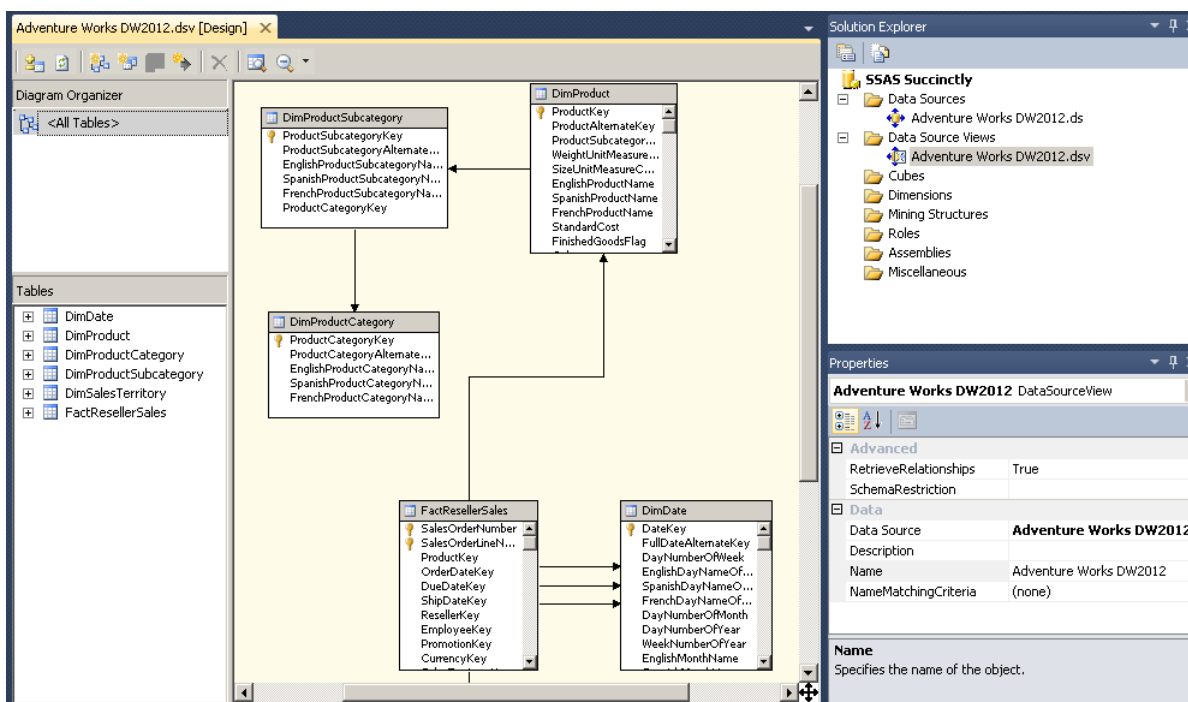 Adventure Works DW2012.dsv [Design]
Diagram Organizer
<All Tables>
Tables
DimDate
DimProduct
DimProductCategory
DimProductSubcategory
DimSalesTerritory
FactResellerSales
DimProductSubcategory
ProductSubcategoryKey
ProductSubcategoryAlternate...
EnglishProductSubcategoryNa...
SpanishProductSubcategoryN...
FrenchProductSubcategoryNa...
ProductCategoryKey
DimProduct
ProductKey
ProductAlternateKey
ProductSubcategor...
WeightUnitMeasure...
SizeUnitMeasureC...
EnglishProductName
SpanishProductName
FrenchProductName
StandardCost
FinishedGoodsFlag
DimProductCategory
ProductCategoryKey
ProductCategoryAlternate...
EnglishProductCategoryNa...
SpanishProductCategoryN...
FrenchProductCategoryNa...
FactResellerSales
SalesOrderNumber
SalesOrderLineN...
ProductKey
OrderDateKey
DueDateKey
ShipDateKey
ResellerKey
EmployeeKey
PromotionKey
CurrencyKey
DimDate
DateKey
FullDateAlternateKey
DayNumberOfWeek
EnglishDayNameOf...
SpanishDayNameO...
FrenchDayNameOf...
DayNumberOfMonth
DayNumberOfYear
WeekNumberOfYear
EnglishMonthName
Solution Explorer
SSAS Succinctly
Data Sources
Adventure Works DW2012.ds
Data Source Views
Adventure Works DW2012.dsv
Cubes
Dimensions
Mining Structures
Roles
Assemblies
Miscellaneous
Properties
Adventure Works DW2012 DataSourceView
Advanced
RetrieveRelationships True
SchemaRestriction
Data
Data Source Adventure Works DW2012
Description
Name Adventure Works DW2012
NameMatchingCriteria (none)
Name
Specifies the name of the object.